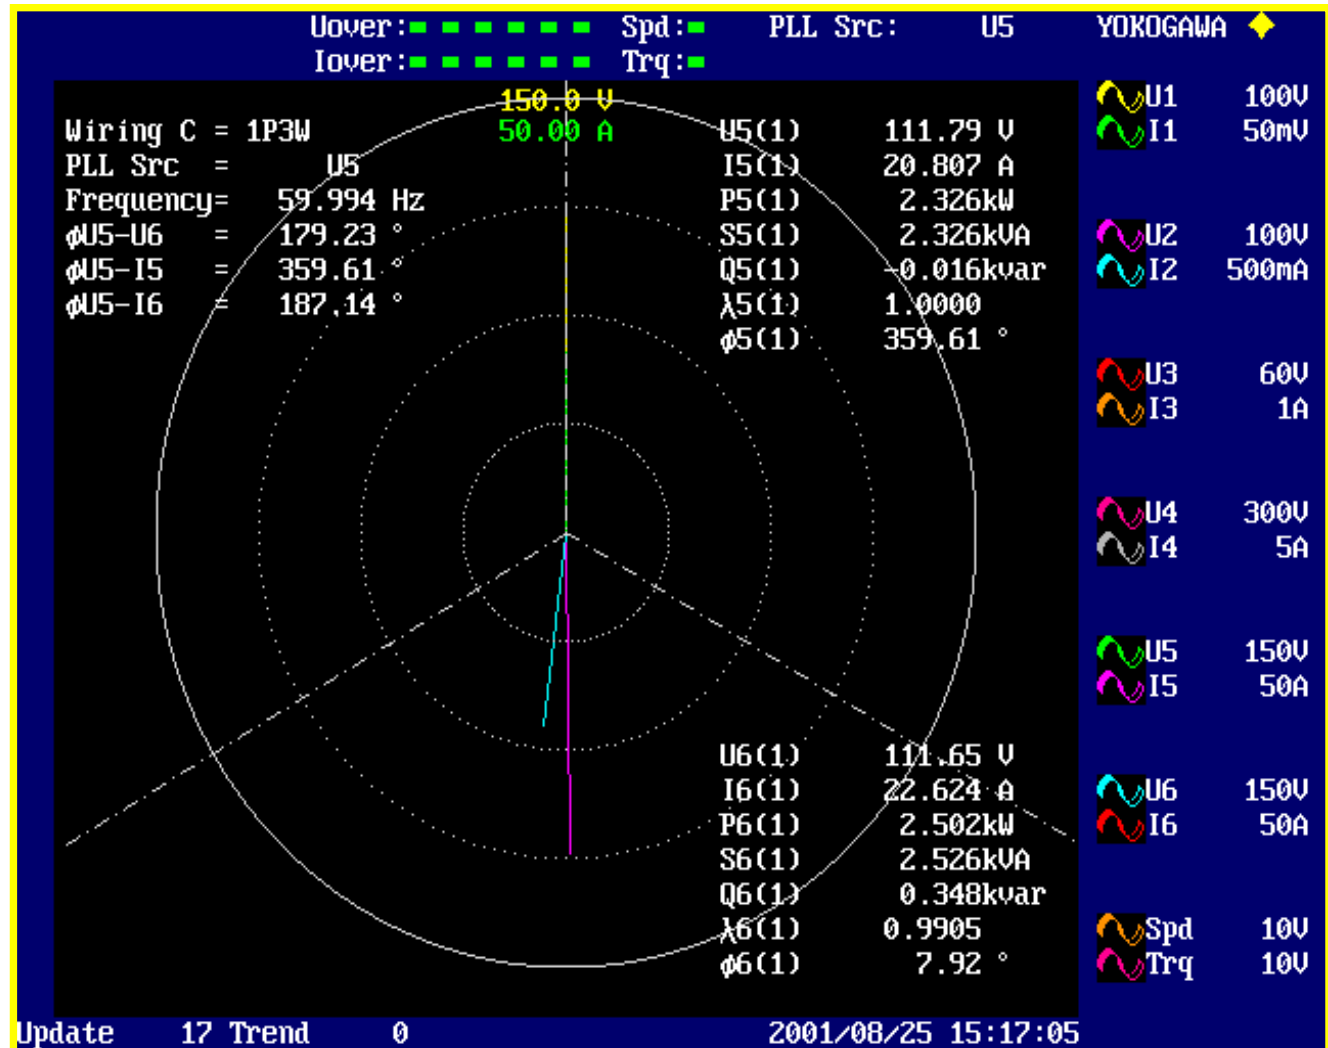 Uover: Spd: PLL Src: U5 YOKOGAWA
Iover: Trq:
150.0 V
50.00 A
Wiring C = 1P3W
PLL Src = U5
Frequency= 59.994 Hz
φU5-U6 = 179.23 °
φU5-I5 = 359.61 °
φU5-I6 = 187.14 °
U5(1) 111.79 V
I5(1) 20.807 A
P5(1) 2.326kW
S5(1) 2.326kVA
Q5(1) -0.016kvar
λ5(1) 1.0000
φ5(1) 359.61 °
U6(1) 111.65 V
I6(1) 22.624 A
P6(1) 2.502kW
S6(1) 2.526kVA
Q6(1) 0.348kvar
λ6(1) 0.9905
φ6(1) 7.92 °
U1 100V
I1 50mV
U2 100V
I2 500mA
U3 60V
I3 1A
U4 300V
I4 5A
U5 150V
I5 50A
U6 150V
I6 50A
Spd 10V
Trq 10V
Update 17 Trend 0 2001/08/25 15:17:05